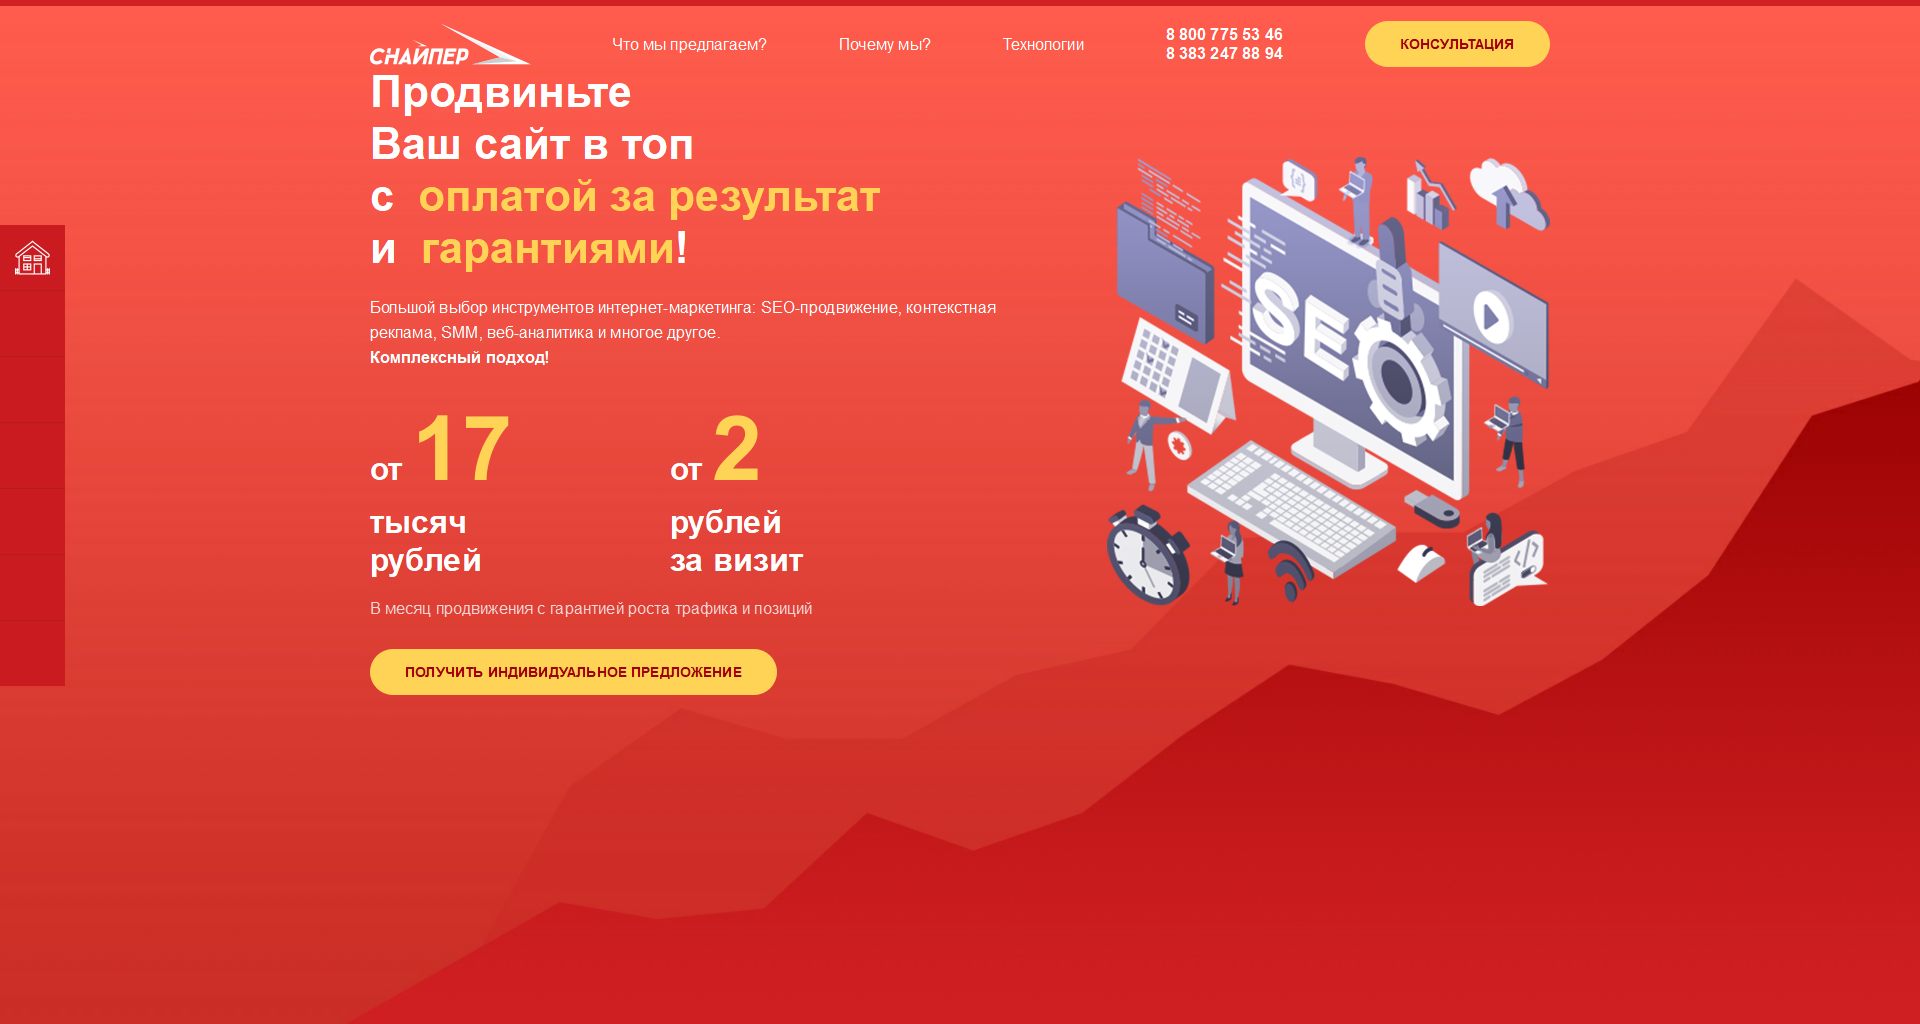 СНАЙПЕР
Что мы предлагаем?
Почему мы?
Технологии
8 800 775 53 46
8 383 247 88 94
КОНСУЛЬТАЦИЯ
Продвиньте
Ваш сайт в топ
с оплатой за результат
и гарантиями!
Большой выбор инструментов интернет-маркетинга: SEO-продвижение, контекстная
реклама, SMM, веб-аналитика и многое другое.
Комплексный подход!
от 17
тысяч
рублей
от 2
рублей
за визит
В месяц продвижения с гарантией роста трафика и позиций
ПОЛУЧИТЬ ИНДИВИДУАЛЬНОЕ ПРЕДЛОЖЕНИЕ
SEO